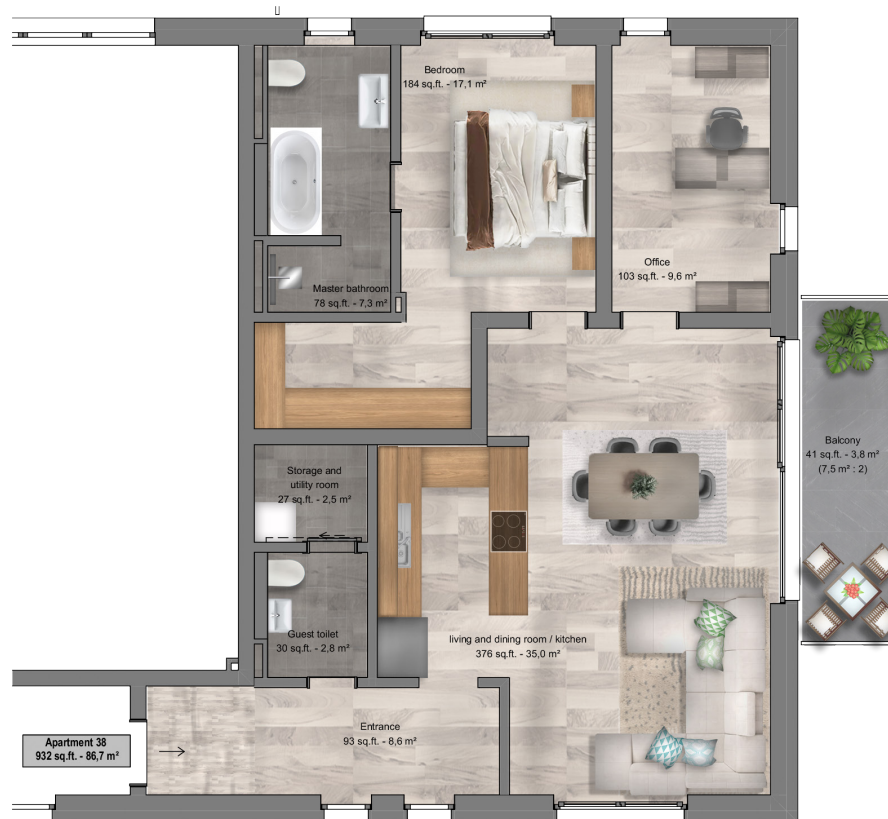 Bedroom
184 sq.ft. - 17,1 m²
Office
103 sq.ft. - 9,6 m²
Master bathroom
78 sq.ft. - 7,3 m²
Balcony
41 sq.ft. - 3,8 m²
(7,5 m² : 2)
Storage and
utility room
27 sq.ft. - 2,5 m²
Guest toilet
30 sq.ft. - 2,8 m²
living and dining room / kitchen
376 sq.ft. - 35,0 m²
Entrance
93 sq.ft. - 8,6 m²
Apartment 38
932 sq.ft. - 86,7 m²